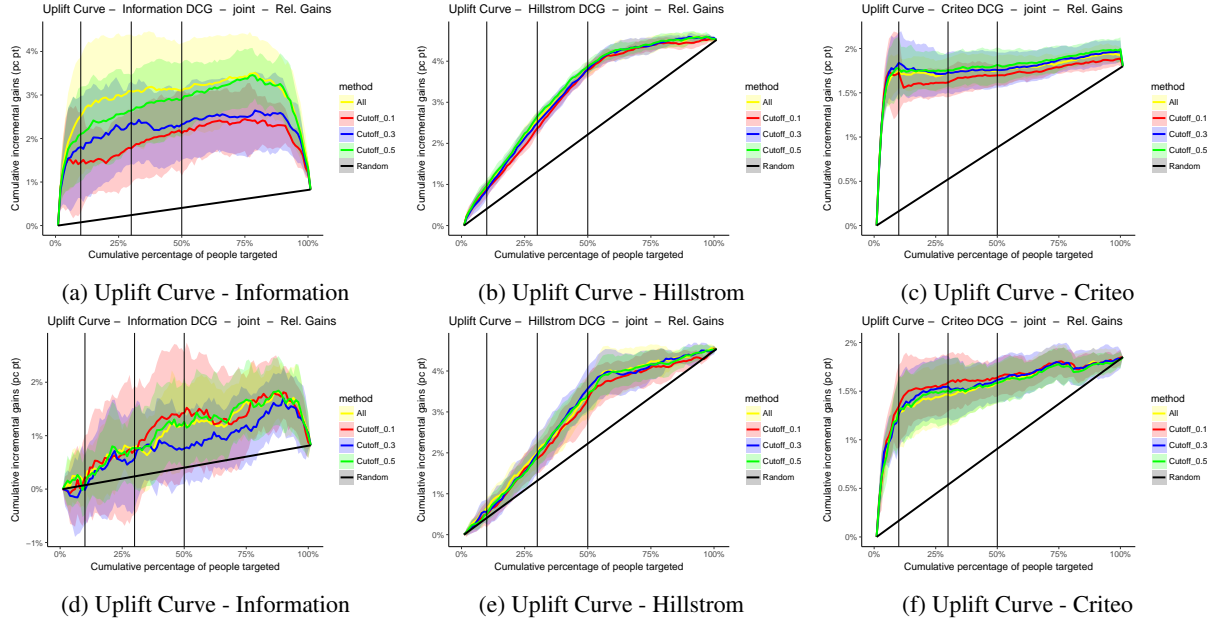 Uplift Curve – Information DCG – joint – Rel. Gains
Cumulative incremental gains (pc pt)
4%
3%
2%
1%
0%
0%
25%
50%
75%
100%
Cumulative percentage of people targeted
method
All
Cutoff_0.1
Cutoff_0.3
Cutoff_0.5
Random
(a) Uplift Curve - Information
Uplift Curve – Hillstrom DCG – joint – Rel. Gains
Cumulative incremental gains (pc pt)
4%
3%
2%
1%
0%
0%
25%
50%
75%
100%
Cumulative percentage of people targeted
method
All
Cutoff_0.1
Cutoff_0.3
Cutoff_0.5
Random
(b) Uplift Curve - Hillstrom
Uplift Curve – Criteo DCG – joint – Rel. Gains
Cumulative incremental gains (pc pt)
2%
1.5%
1%
0.5%
0%
0%
25%
50%
75%
100%
Cumulative percentage of people targeted
method
All
Cutoff_0.1
Cutoff_0.3
Cutoff_0.5
Random
(c) Uplift Curve - Criteo
Uplift Curve – Information DCG – joint – Rel. Gains
Cumulative incremental gains (pc pt)
2%
1%
0%
−1%
0%
25%
50%
75%
100%
Cumulative percentage of people targeted
method
All
Cutoff_0.1
Cutoff_0.3
Cutoff_0.5
Random
(d) Uplift Curve - Information
Uplift Curve – Hillstrom DCG – joint – Rel. Gains
Cumulative incremental gains (pc pt)
4%
3%
2%
1%
0%
0%
25%
50%
75%
100%
Cumulative percentage of people targeted
method
All
Cutoff_0.1
Cutoff_0.3
Cutoff_0.5
Random
(e) Uplift Curve - Hillstrom
Uplift Curve – Criteo DCG – joint – Rel. Gains
Cumulative incremental gains (pc pt)
2%
1.5%
1%
0.5%
0%
0%
25%
50%
75%
100%
Cumulative percentage of people targeted
method
All
Cutoff_0.1
Cutoff_0.3
Cutoff_0.5
Random
(f) Uplift Curve - Criteo